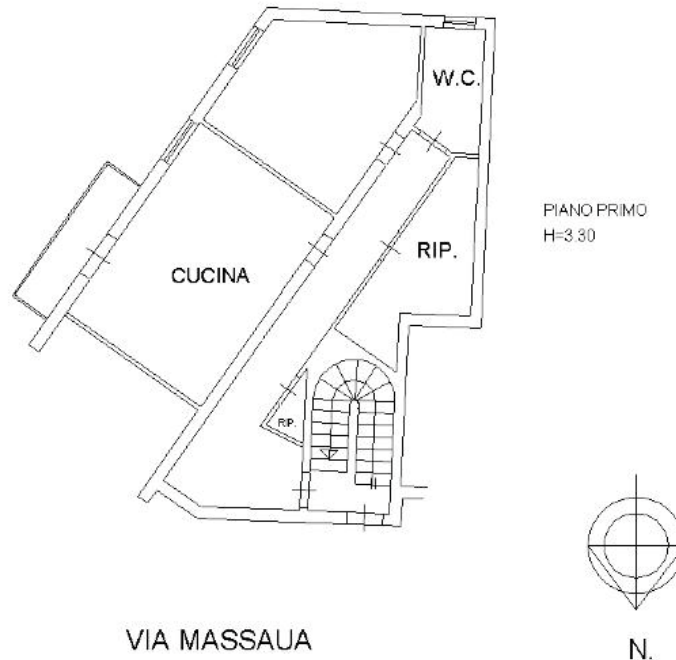 W.C.
PIANO PRIMO
H=3.30
RIP.
CUCINA
RIP.
VIA MASSAUA
N.